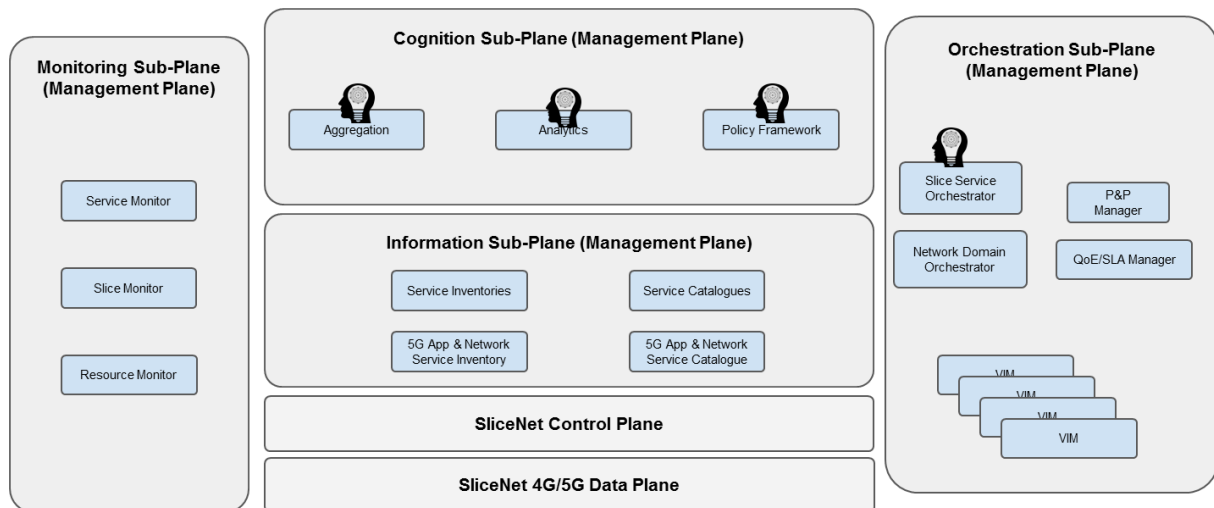 Monitoring Sub-Plane
(Management Plane)
Service Monitor
Slice Monitor
Resource Monitor
Cognition Sub-Plane (Management Plane)
Aggregation
Analytics
Policy Framework
Information Sub-Plane (Management Plane)
Service Inventories
Service Catalogues
5G App & Network
Service Inventory
5G App & Network
Service Catalogue
SliceNet Control Plane
SliceNet 4G/5G Data Plane
Orchestration Sub-Plane
(Management Plane)
Slice Service
Orchestrator
P&P
Manager
Network Domain
Orchestrator
QoE/SLA Manager
VIM
VIM
VIM
VIM